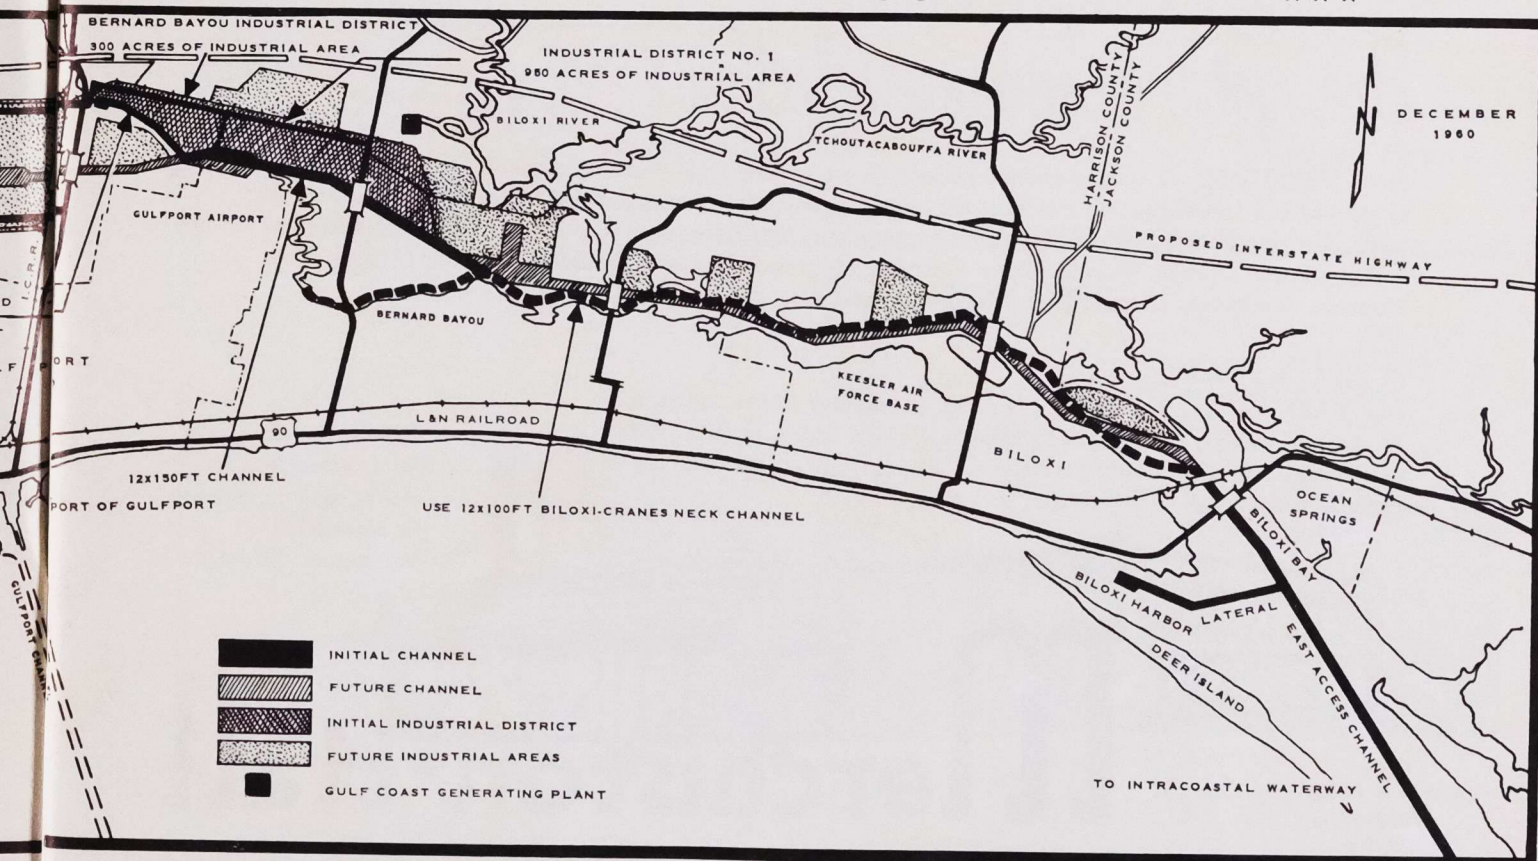 BERNARD BAYOU INDUSTRIAL DISTRICT
300 ACRES OF INDUSTRIAL AREA
INDUSTRIAL DISTRICT NO. 1
960 ACRES OF INDUSTRIAL AREA
BILOXI RIVER
TCHOUTACABOUFFA RIVER
HARRISON COUNTY
JACKSON COUNTY
N
DECEMBER
1960
PROPOSED INTERSTATE HIGHWAY
GULFPORT AIRPORT
I.C.R.R.
BERNARD BAYOU
PORT
KEESLER AIR
FORCE BASE
L&N RAILROAD
90
BILOXI
12x150FT CHANNEL
PORT OF GULFPORT
USE 12x100FT BILOXI-CRANES NECK CHANNEL
OCEAN
SPRINGS
BILOXI BAY
BILOXI HARBOR
LATERAL
DEER ISLAND
EAST ACCESS CHANNEL
GULFPORT CHANN
INITIAL CHANNEL
FUTURE CHANNEL
INITIAL INDUSTRIAL DISTRICT
FUTURE INDUSTRIAL AREAS
GULF COAST GENERATING PLANT
TO INTRACOASTAL WATERWAY